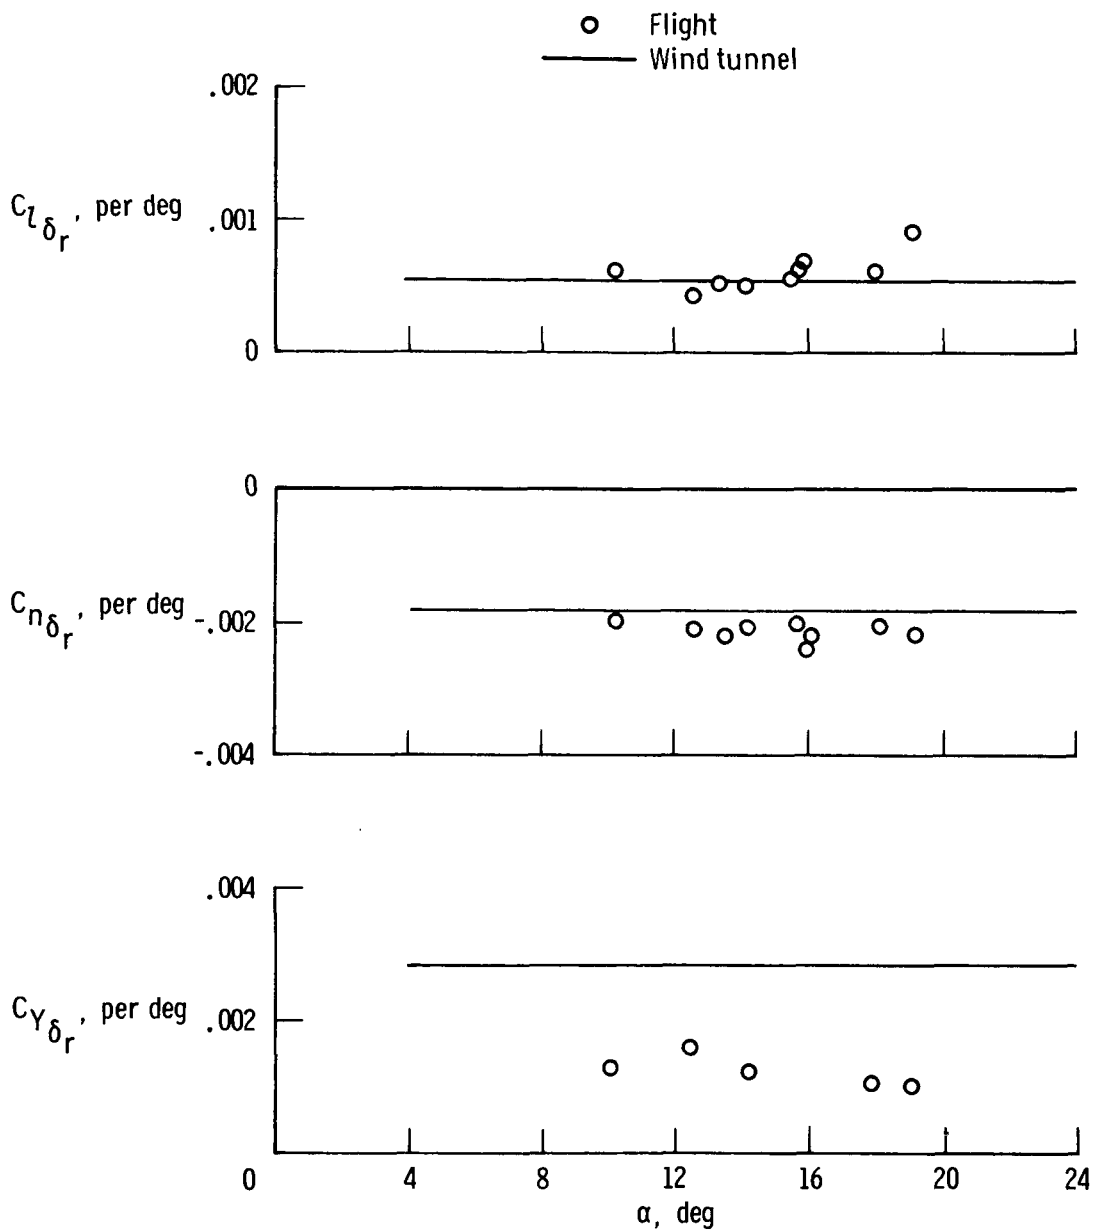 Flight
Wind tunnel
.002
C_{l_{δ_r}}, per deg
.001
0
0
C_{n_{δ_r}}, per deg
-.002
-.004
.004
C_{Y_{δ_r}}, per deg
.002
0 4 8 12 16 20 24
α, deg